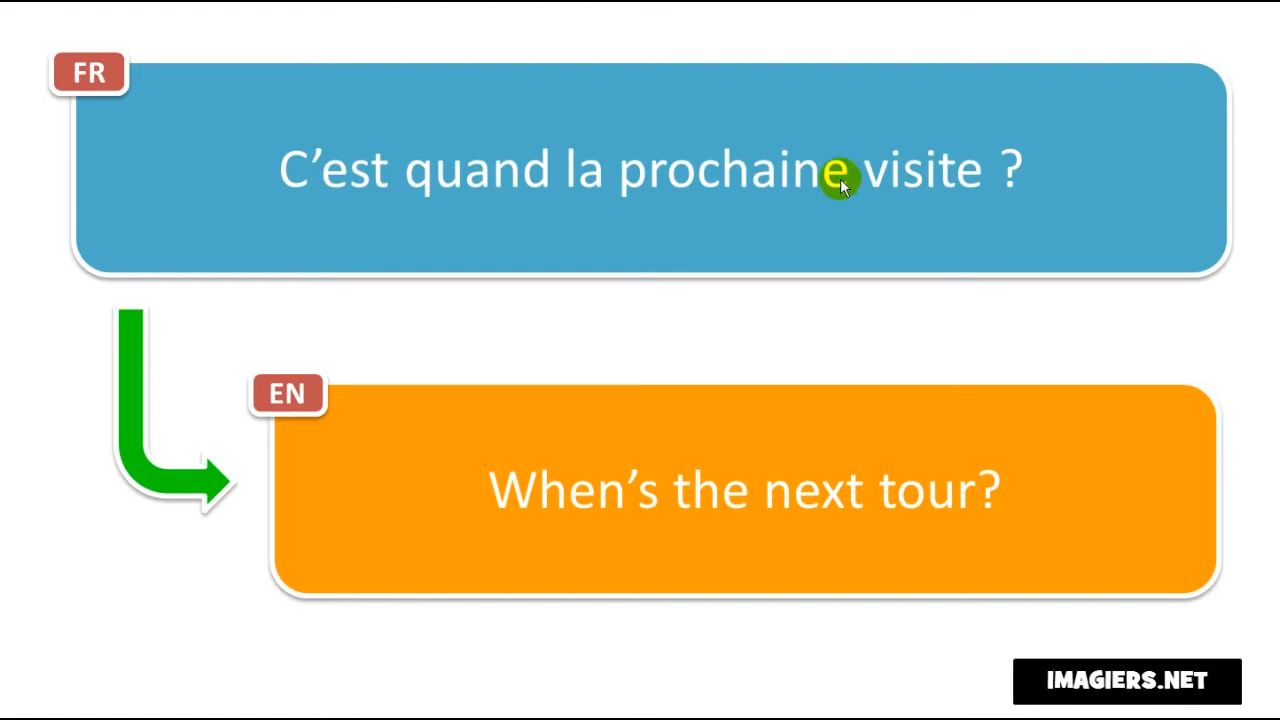 FR
C’est quand la prochaine visite ?
EN
When’s the next tour?
IMAGIERS.NET